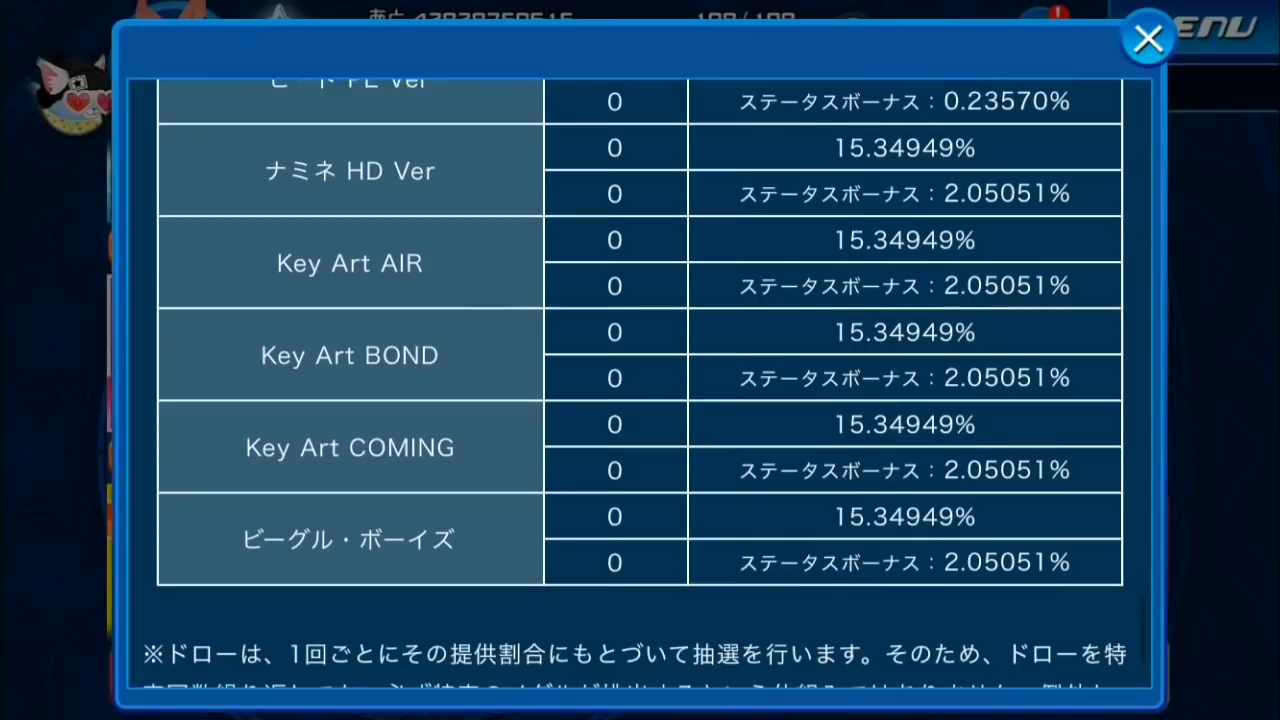 MENU
PE Ver
0
ステータスボーナス：0.23570%
ナミネ HD Ver
0
15.34949%
0
ステータスボーナス：2.05051%
Key Art AIR
0
15.34949%
0
ステータスボーナス：2.05051%
Key Art BOND
0
15.34949%
0
ステータスボーナス：2.05051%
Key Art COMING
0
15.34949%
0
ステータスボーナス：2.05051%
ビーグル・ボーイズ
0
15.34949%
0
ステータスボーナス：2.05051%
※ドローは、1回ごとにその提供割合にもとづいて抽選を行います。そのため、ドローを特